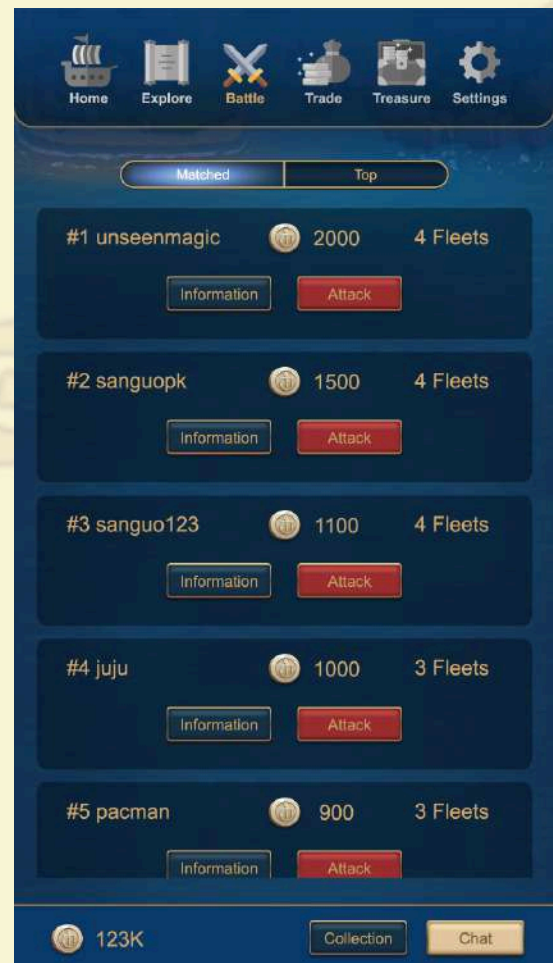 Home Explore Battle Trade Treasure Settings
Matched Top
#1 unseenmagic 2000 4 Fleets
Information Attack
#2 sanguopk 1500 4 Fleets
Information Attack
#3 sanguo123 1100 4 Fleets
Information Attack
#4 juju 1000 3 Fleets
Information Attack
#5 pacman 900 3 Fleets
Information Attack
123K Collection Chat